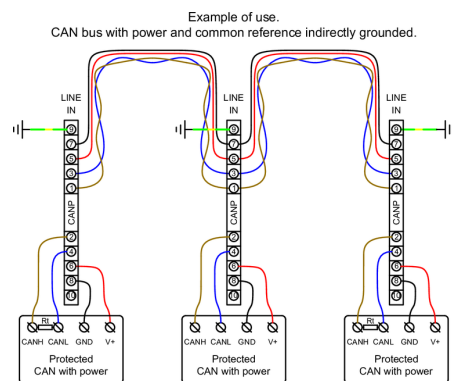 Example of use.
CAN bus with power and common reference indirectly grounded.
LINE
IN
9
7
5
3
1
CANP
2
4
6
8
10
Rt
CANH CANL GND V+
Protected
CAN with power
LINE
IN
9
7
5
3
1
CANP
2
4
6
8
10
CANH CANL GND V+
Protected
CAN with power
LINE
IN
9
7
5
3
1
CANP
2
4
6
8
10
Rt
CANH CANL GND V+
Protected
CAN with power